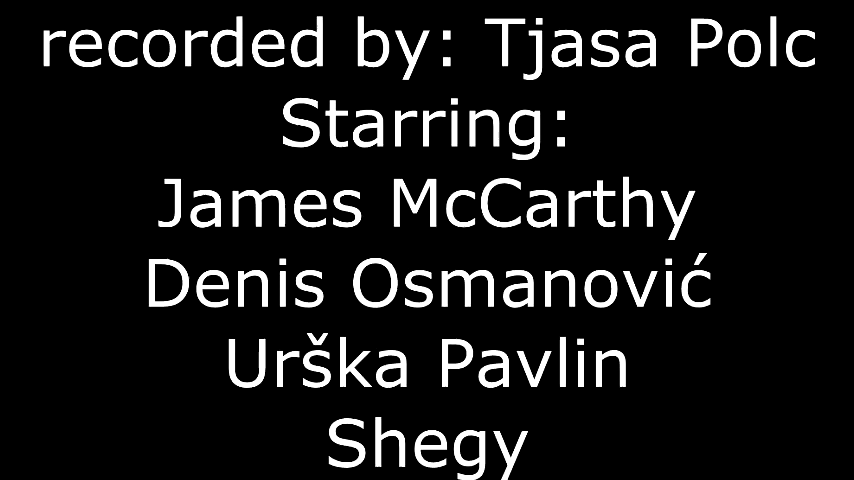 recorded by: Tjasa Polc
Starring:
James McCarthy
Denis Osmanović
Urška Pavlin
Shegy